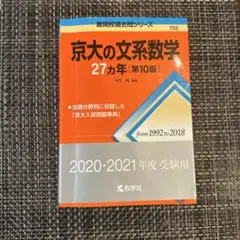 難関校過去問シリーズ
752
京大の文系数学
27カ年[第10版]
出題分野別に収録した
「京大入試問題事典」
from 1992 to 2018
2020・2021年度受験用
教学社